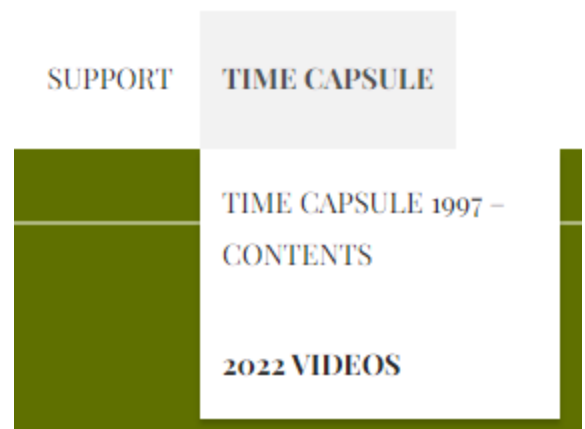 SUPPORT TIME CAPSULE
TIME CAPSULE 1997 –
CONTENTS
2022 VIDEOS